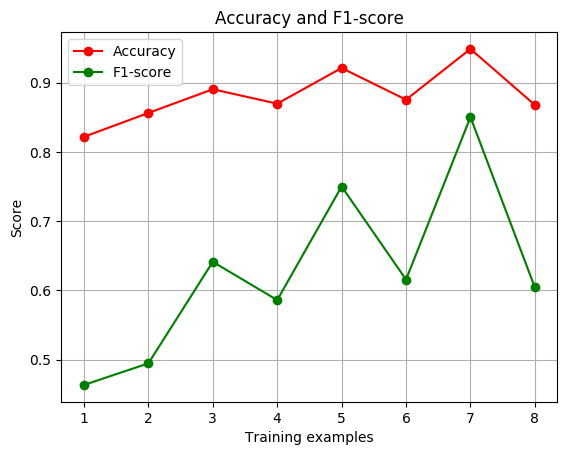 Accuracy and F1-score
Accuracy
F1-score
0.9
0.8
0.7
0.6
0.5
Score
1 2 3 4 5 6 7 8
Training examples